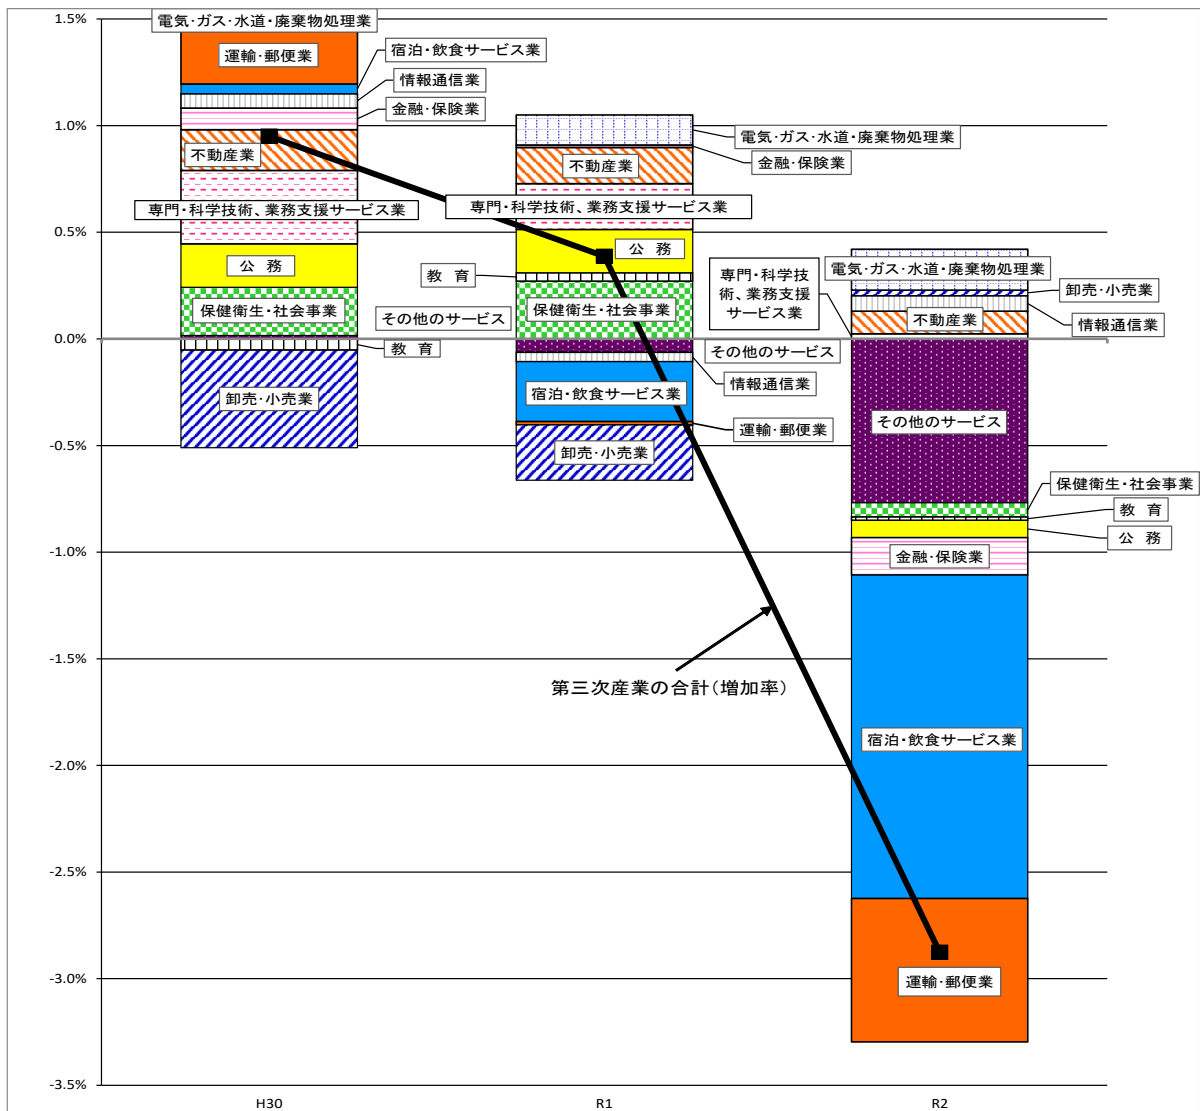 1.5%
1.0%
0.5%
0.0%
-0.5%
-1.0%
-1.5%
-2.0%
-2.5%
-3.0%
-3.5%
電気・ガス・水道・廃棄物処理業
運輸・郵便業
宿泊・飲食サービス業
情報通信業
金融・保険業
不動産業
専門・科学技術、業務支援サービス業
公 務
保健衛生・社会事業
その他のサービス
教 育
卸売・小売業
電気・ガス・水道・廃棄物処理業
金融・保険業
不動産業
専門・科学技術、業務支援サービス業
公 務
教 育
保健衛生・社会事業
その他のサービス
情報通信業
宿泊・飲食サービス業
運輸・郵便業
卸売・小売業
専門・科学技
術、業務支援
サービス業
電気・ガス・水道・廃棄物処理業
卸売・小売業
不動産業
情報通信業
その他のサービス
保健衛生・社会事業
教 育
公 務
金融・保険業
宿泊・飲食サービス業
運輸・郵便業
第三次産業の合計(増加率)
H30
R1
R2